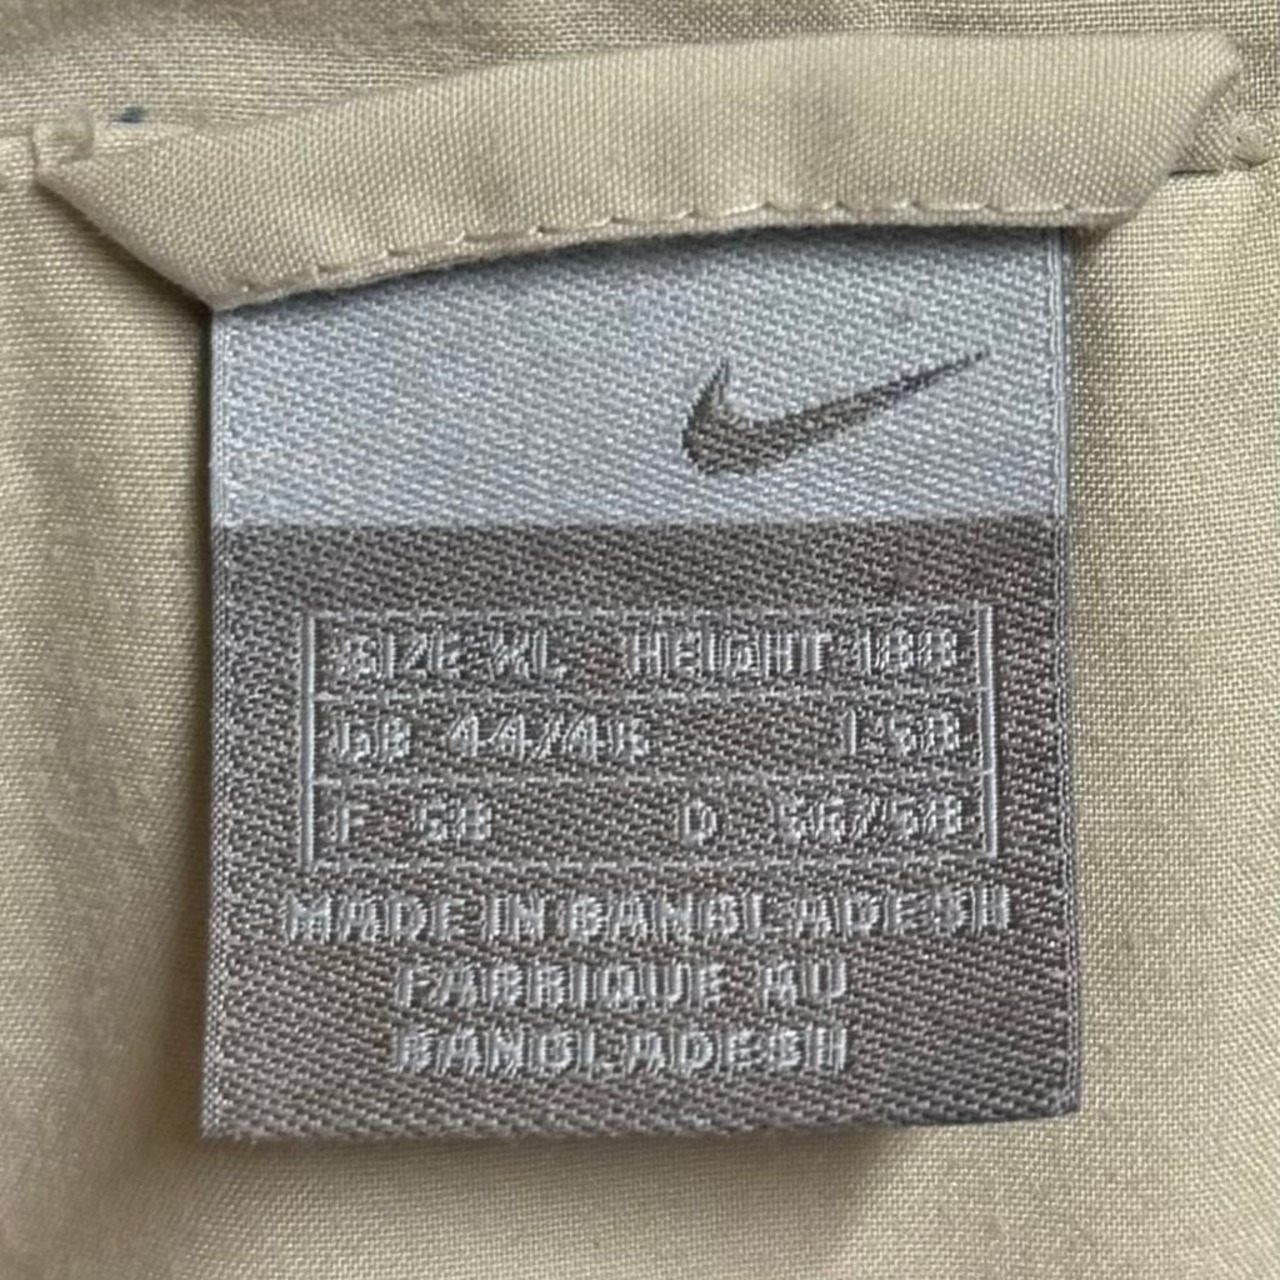 SIZE XL HEIGHT 188
GB 44/46 I 58
F 58 D 56/58
MADE IN BANGLADESH
FABRIQUE AU
BANGLADESH